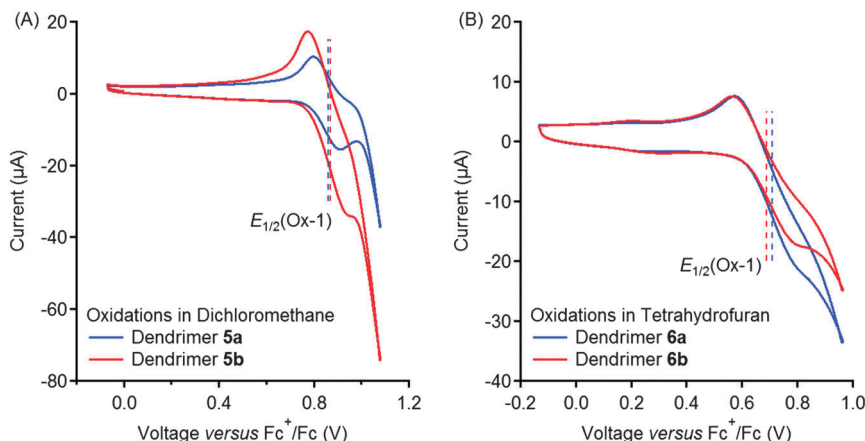 (A)
20
0
-20
-40
-60
-80
Current (µA)
E1/2(Ox-1)
Oxidations in Dichloromethane
Dendrimer 5a
Dendrimer 5b
0.0
0.4
0.8
1.2
Voltage versus Fc+/Fc (V)
(B)
20
10
0
-10
-20
-30
-40
Current (µA)
E1/2(Ox-1)
Oxidations in Tetrahydrofuran
Dendrimer 6a
Dendrimer 6b
-0.2
0.0
0.2
0.4
0.6
0.8
1.0
Voltage versus Fc+/Fc (V)